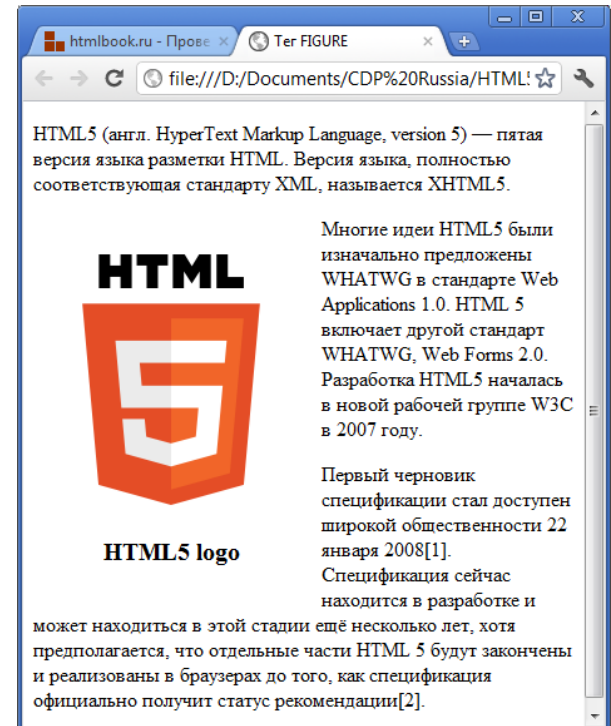 htmlbook.ru - Прове
Тег FIGURE
file:///D:/Documents/CDP%20Russia/HTML!
HTML5 (англ. HyperText Markup Language, version 5) — пятая
версия языка разметки HTML. Версия языка, полностью
соответствующая стандарту XML, называется XHTML5.
HTML
5
HTML5 logo
Многие идеи HTML5 были
изначально предложены
WHATWG в стандарте Web
Applications 1.0. HTML 5
включает другой стандарт
WHATWG, Web Forms 2.0.
Разработка HTML5 началась
в новой рабочей группе W3C
в 2007 году.
Первый черновик
спецификации стал доступен
широкой общественности 22
января 2008[1].
Спецификация сейчас
находится в разработке и
может находиться в этой стадии ещё несколько лет, хотя
предполагается, что отдельные части HTML 5 будут закончены
и реализованы в браузерах до того, как спецификация
официально получит статус рекомендации[2].